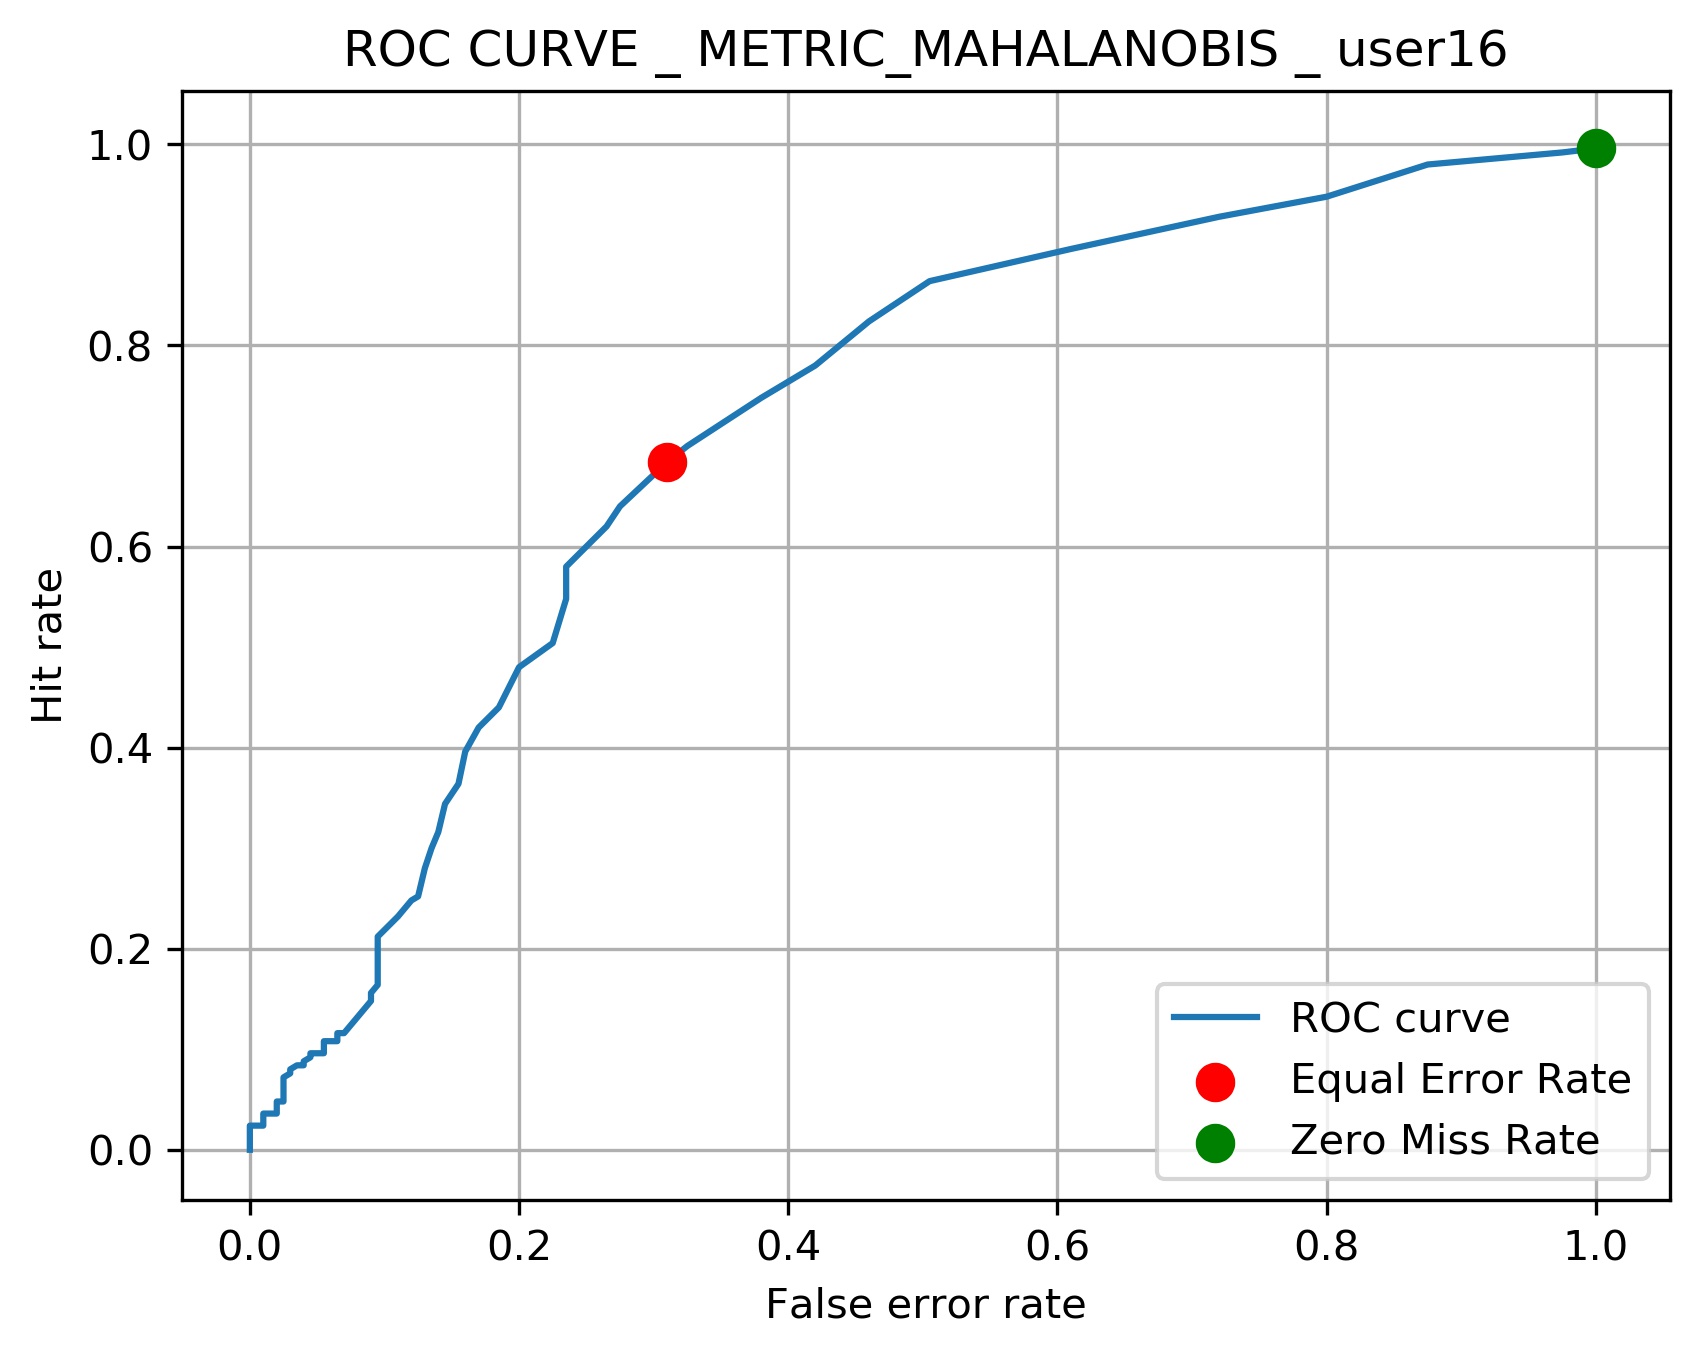 ROC CURVE _ METRIC_MAHALANOBIS _ user16
1.0
0.8
0.6
0.4
0.2
0.0
Hit rate
ROC curve
Equal Error Rate
Zero Miss Rate
0.0 0.2 0.4 0.6 0.8 1.0
False error rate